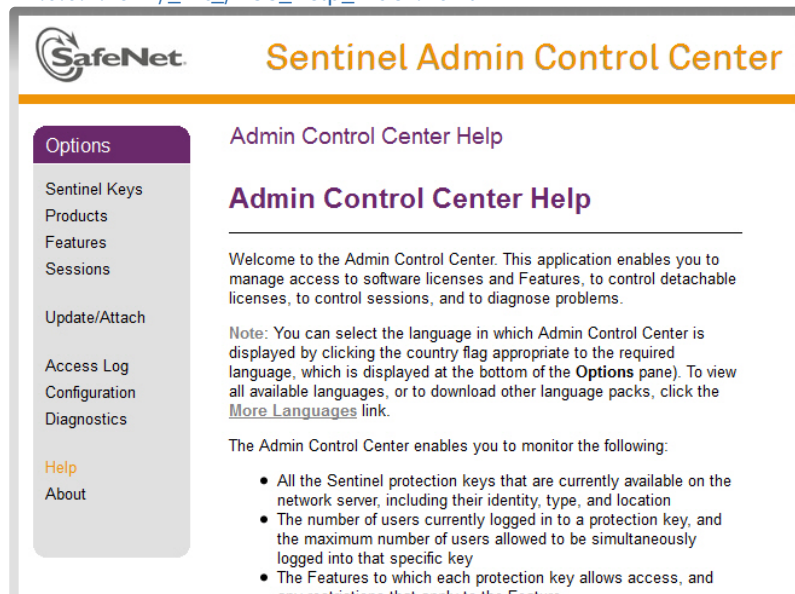 SafeNet.
Sentinel Admin Control Center
Options
Sentinel Keys
Products
Features
Sessions
Update/Attach
Access Log
Configuration
Diagnostics
Help
About
Admin Control Center Help
Admin Control Center Help
Welcome to the Admin Control Center. This application enables you to
manage access to software licenses and Features, to control detachable
licenses, to control sessions, and to diagnose problems.
Note: You can select the language in which Admin Control Center is
displayed by clicking the country flag appropriate to the required
language, which is displayed at the bottom of the Options pane). To view
all available languages, or to download other language packs, click the
More Languages link.
The Admin Control Center enables you to monitor the following:
● All the Sentinel protection keys that are currently available on the
network server, including their identity, type, and location
● The number of users currently logged in to a protection key, and
the maximum number of users allowed to be simultaneously
logged into that specific key
● The Features to which each protection key allows access, and